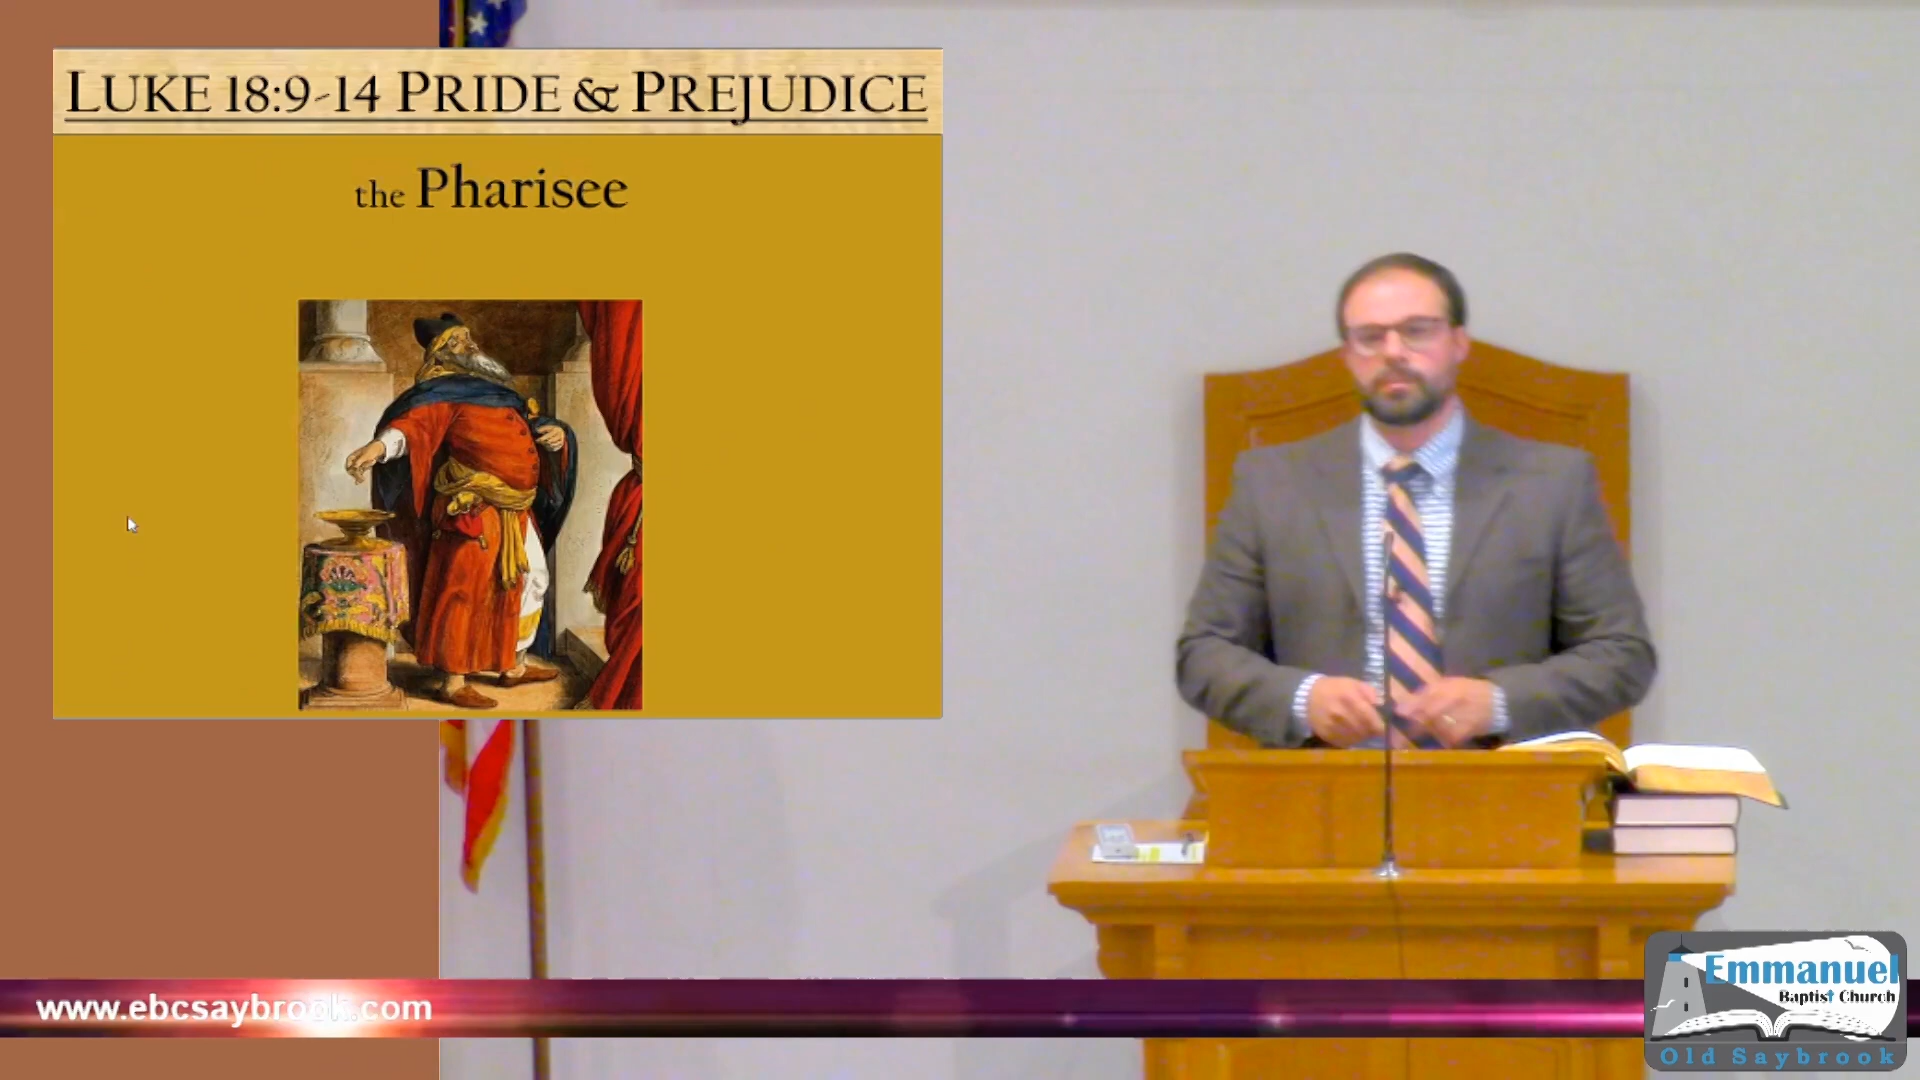 LUKE 18:9-14 PRIDE & PREJUDICE
the Pharisee
www.ebcsaybrook.com
Emmanuel
Baptist Church
Old Saybrook